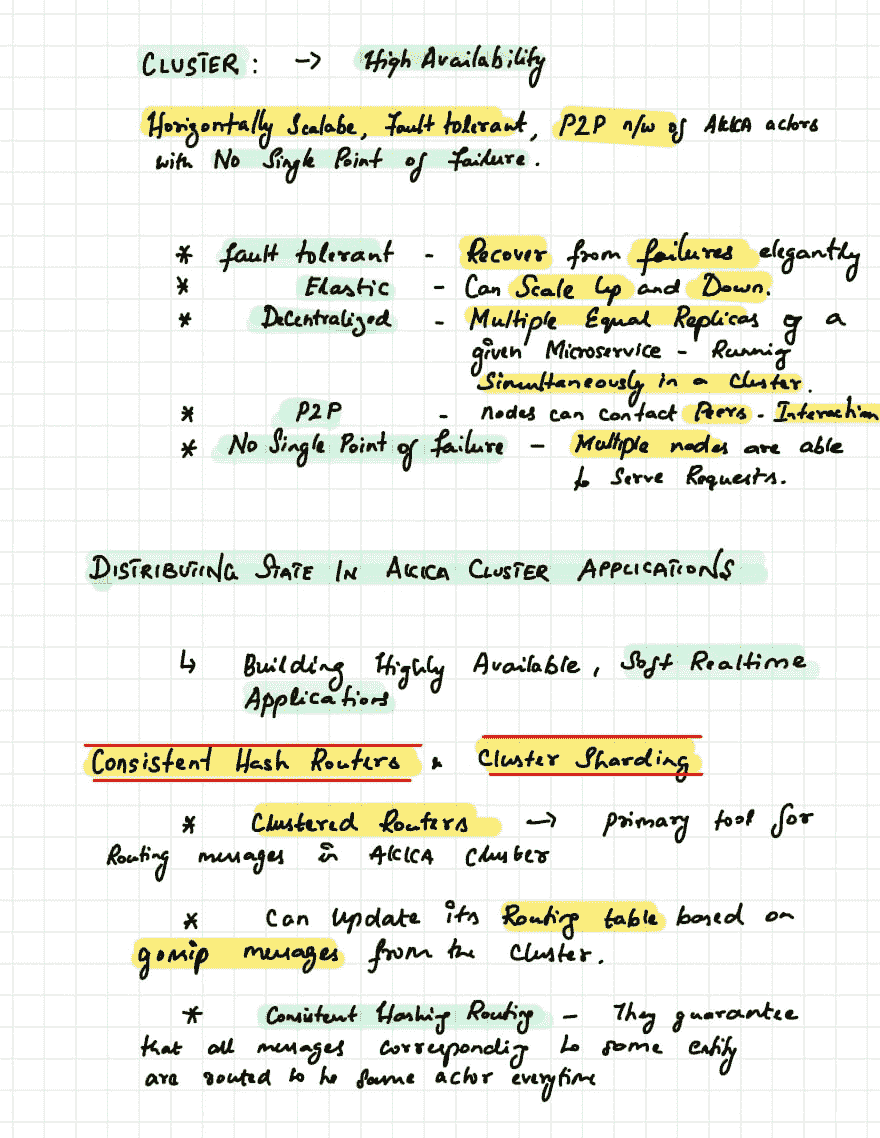 CLUSTER : -> High Availability
Horizontally Scalabe, Fault tolerant, P2P n/w of AKKA actors
with No Single Point of Failure.
* fault tolerant - Recover from failures elegantly
* Elastic - Can Scale Up and Down.
* Decentralized - Multiple Equal Replicas of a
given Microservice - Running
Simultaneously in a Cluster.
* P2P - nodes can contact Peers - Interaction
* No Single Point of failure - Multiple nodes are able
to Serve Requests.
DISTRIBUTING STATE IN AKKA CLUSTER APPLICATIONS
↳ Building Highly Available, Soft Realtime
Applications
Consistent Hash Routers & Cluster Sharding
* Clustered Routers -> primary tool for
Routing messages in AKKA Cluster
* Can update its Routing table based on
gossip messages from the Cluster.
* Consistent Hashing Routing - They guarantee
that all messages corresponding to some entity
are routed to he same actor everytime